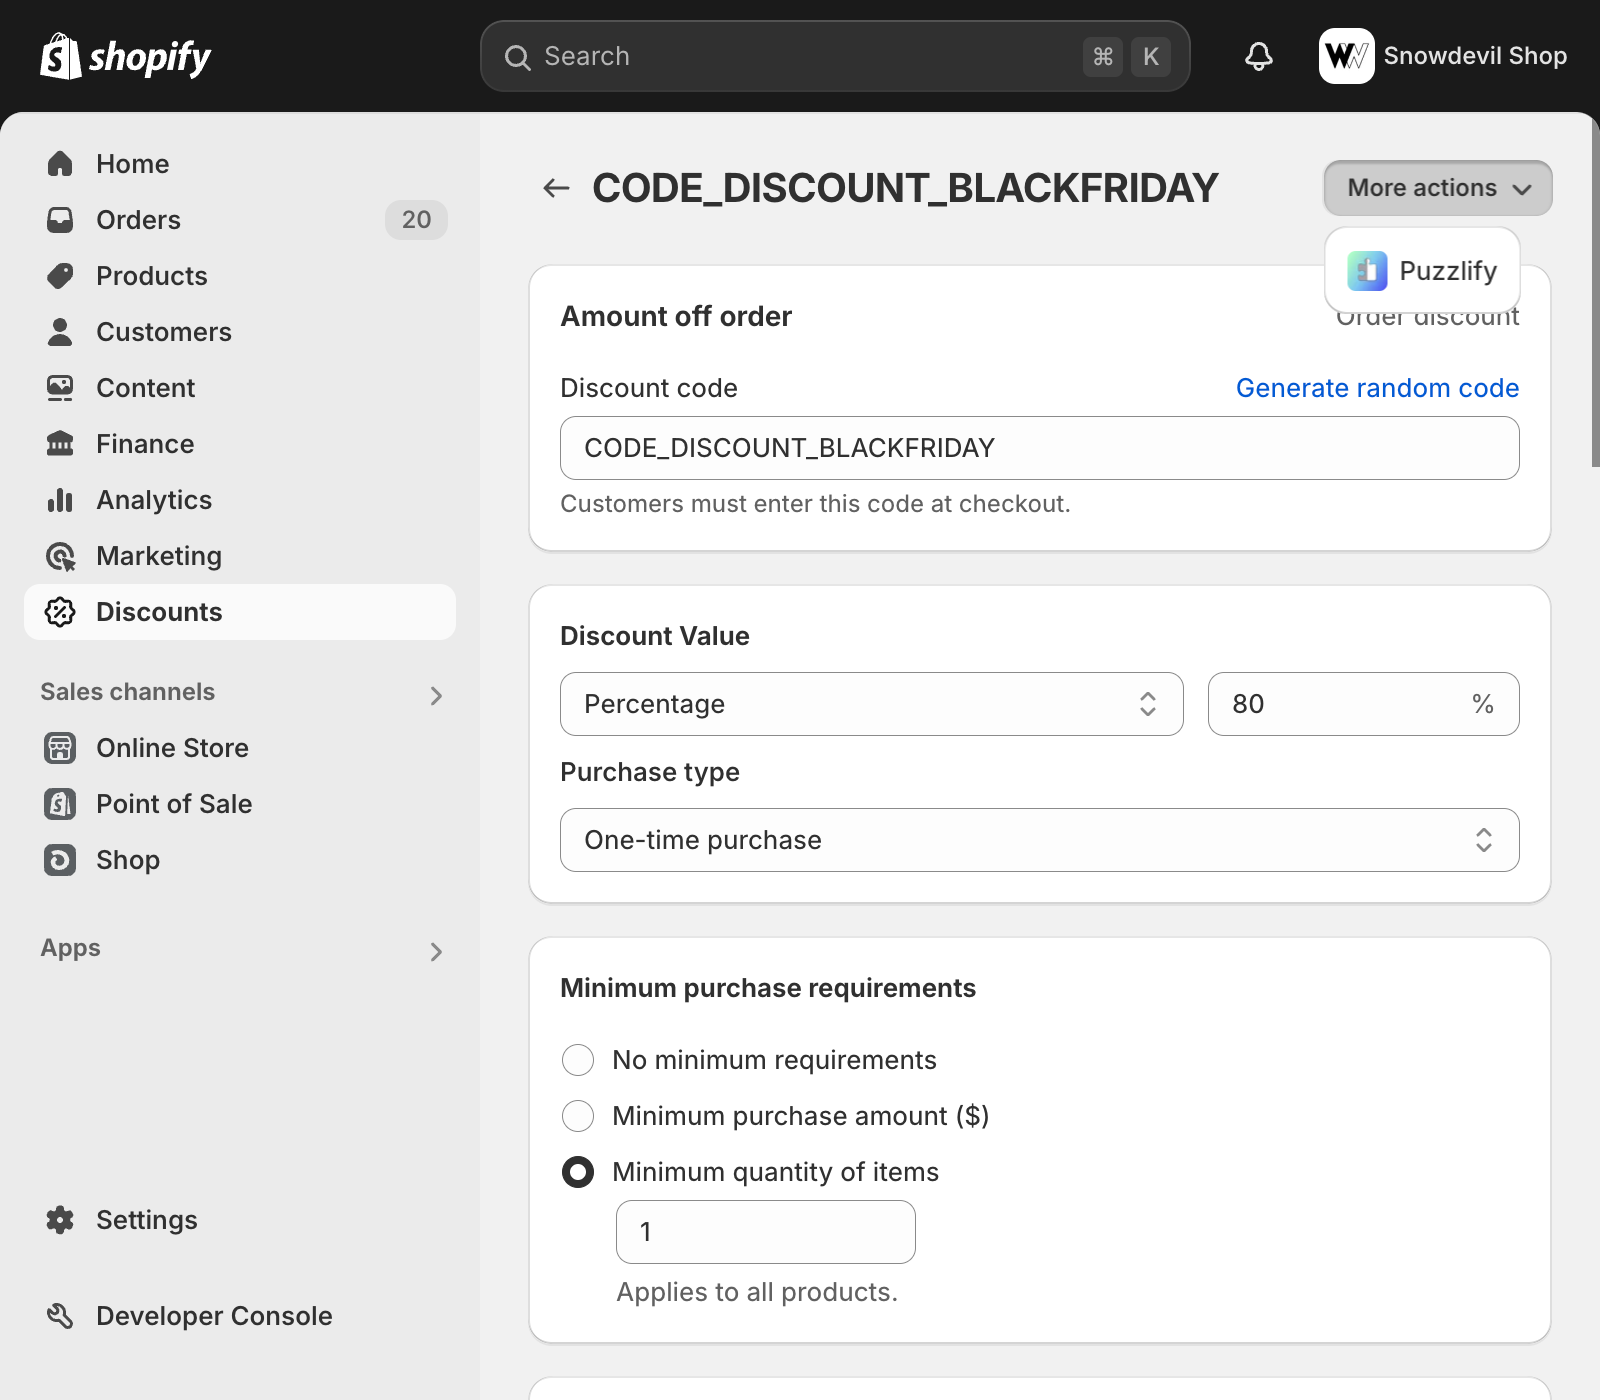 shopify
Search
⌘ K
Snowdevil Shop
Home
Orders 20
Products
Customers
Content
Finance
Analytics
Marketing
Discounts
Sales channels
Online Store
Point of Sale
Shop
Apps
Settings
Developer Console
CODE_DISCOUNT_BLACKFRIDAY
More actions
Puzzlify
Amount off order
Order discount
Discount code
Generate random code
CODE_DISCOUNT_BLACKFRIDAY
Customers must enter this code at checkout.
Discount Value
Percentage
80 %
Purchase type
One-time purchase
Minimum purchase requirements
No minimum requirements
Minimum purchase amount ($)
Minimum quantity of items
1
Applies to all products.